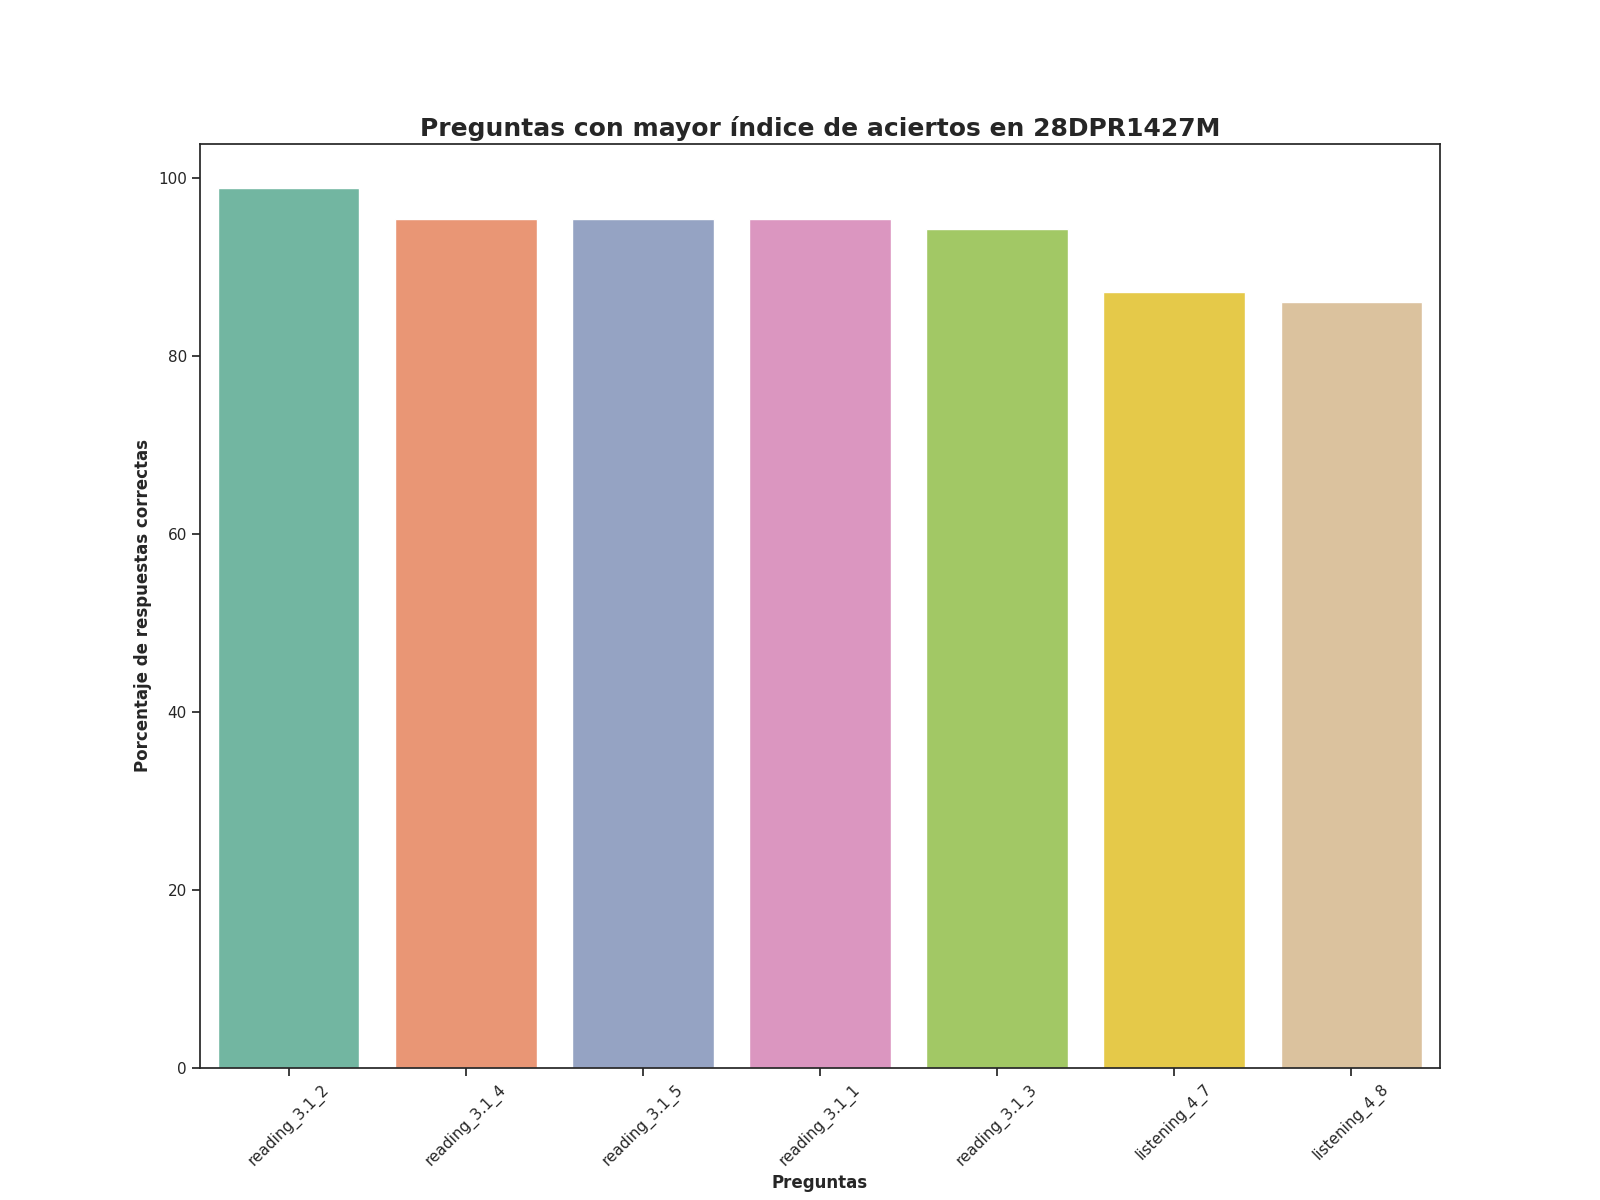 Preguntas con mayor índice de aciertos en 28DPR1427M
Porcentaje de respuestas correctas
100
80
60
40
20
0
reading_3.1_2
reading_3.1_4
reading_3.1_5
reading_3.1_1
reading_3.1_3
listening_4_7
listening_4_8
Preguntas